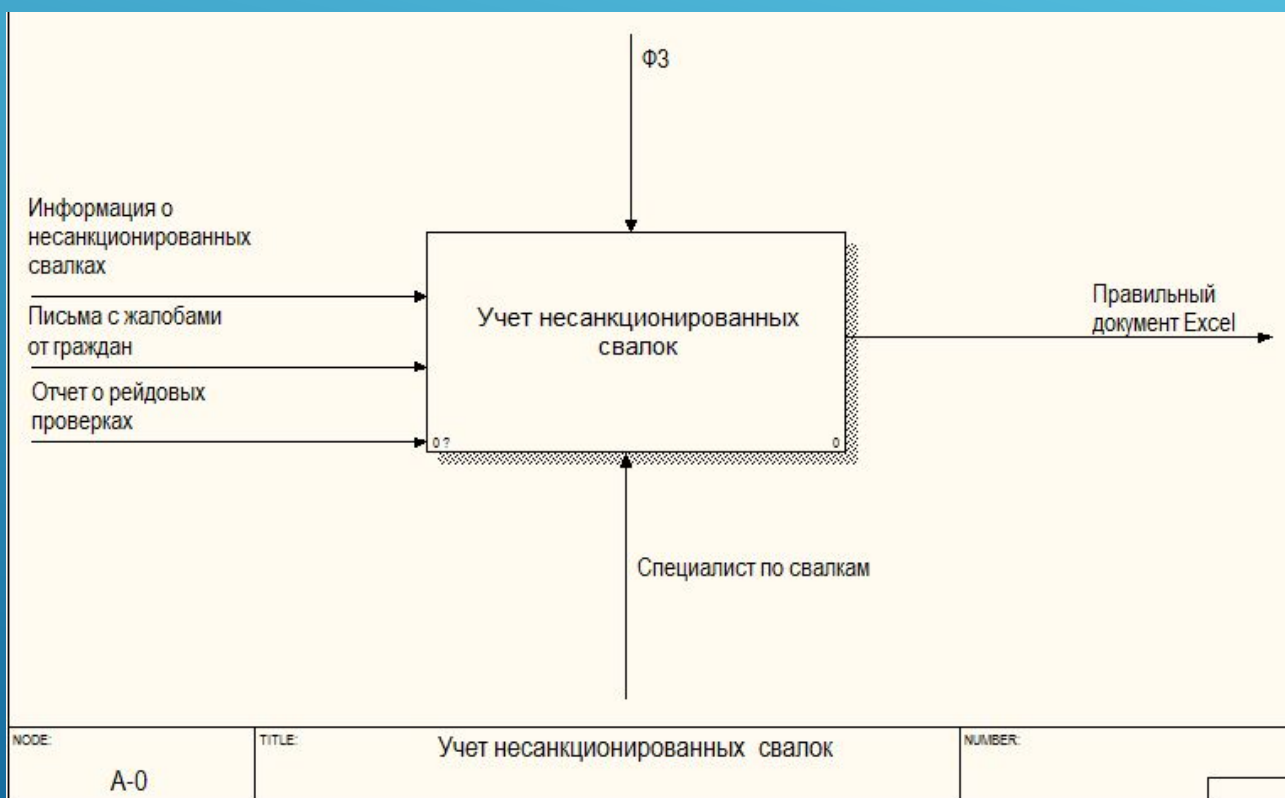 ФЗ
Информация о
несанкционированных
свалках
Письма с жалобами
от граждан
Отчет о рейдовых
проверках
Учет несанкционированных
свалок
0 ?
0
Правильный
документ Excel
Специалист по свалкам
NODE:
A-0
TITLE:
Учет несанкционированных свалок
NUMBER: